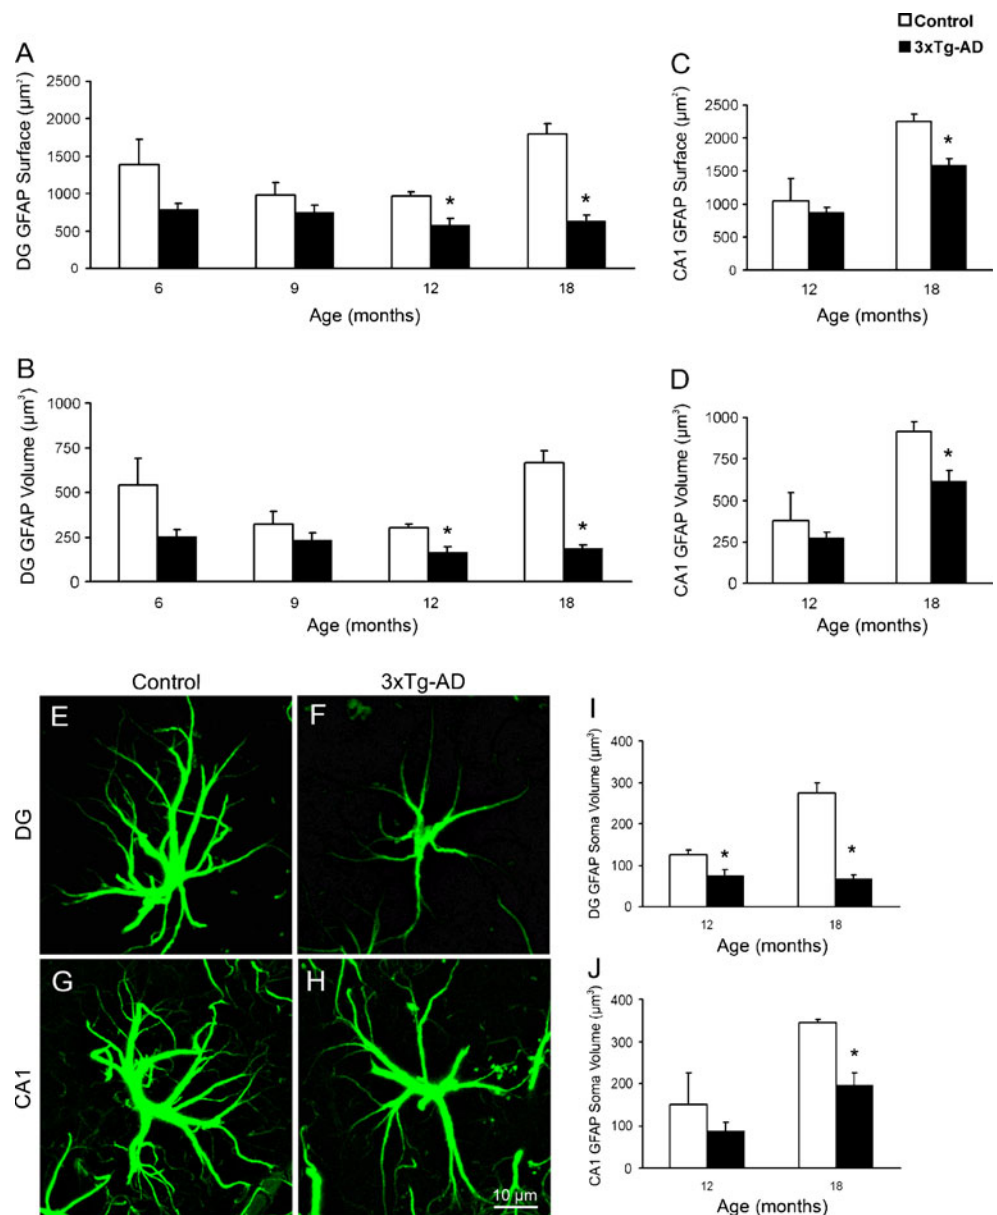 Control
3xTg-AD
A
DG GFAP Surface (µm²)
2500
2000
1500
1000
500
0
6 9 12 18
* *
Age (months)
C
CA1 GFAP Surface (µm²)
2500
2000
1500
1000
500
0
12 18
*
Age (months)
B
DG GFAP Volume (µm³)
1000
750
500
250
0
6 9 12 18
* *
Age (months)
D
CA1 GFAP Volume (µm³)
1000
750
500
250
0
12 18
*
Age (months)
Control 3xTg-AD
DG
E F
CA1
G H
10 µm
I
DG GFAP Soma Volume (µm³)
400
300
200
100
0
12 18
* *
Age (months)
J
CA1 GFAP Soma Volume (µm³)
400
300
200
100
0
12 18
*
Age (months)